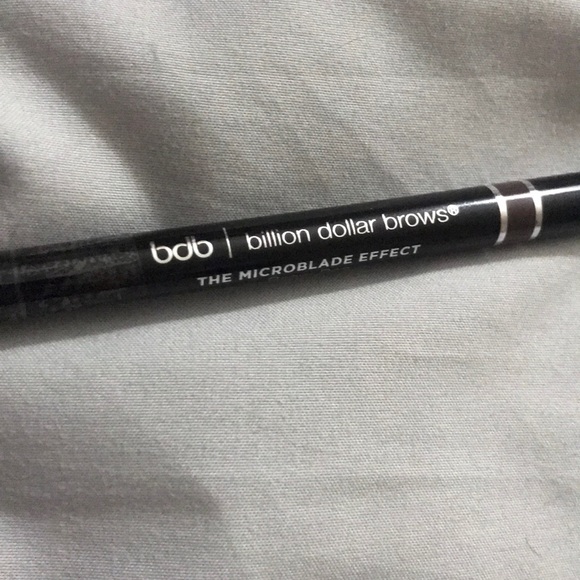 bdb | billion dollar brows®
THE MICROBLADE EFFECT